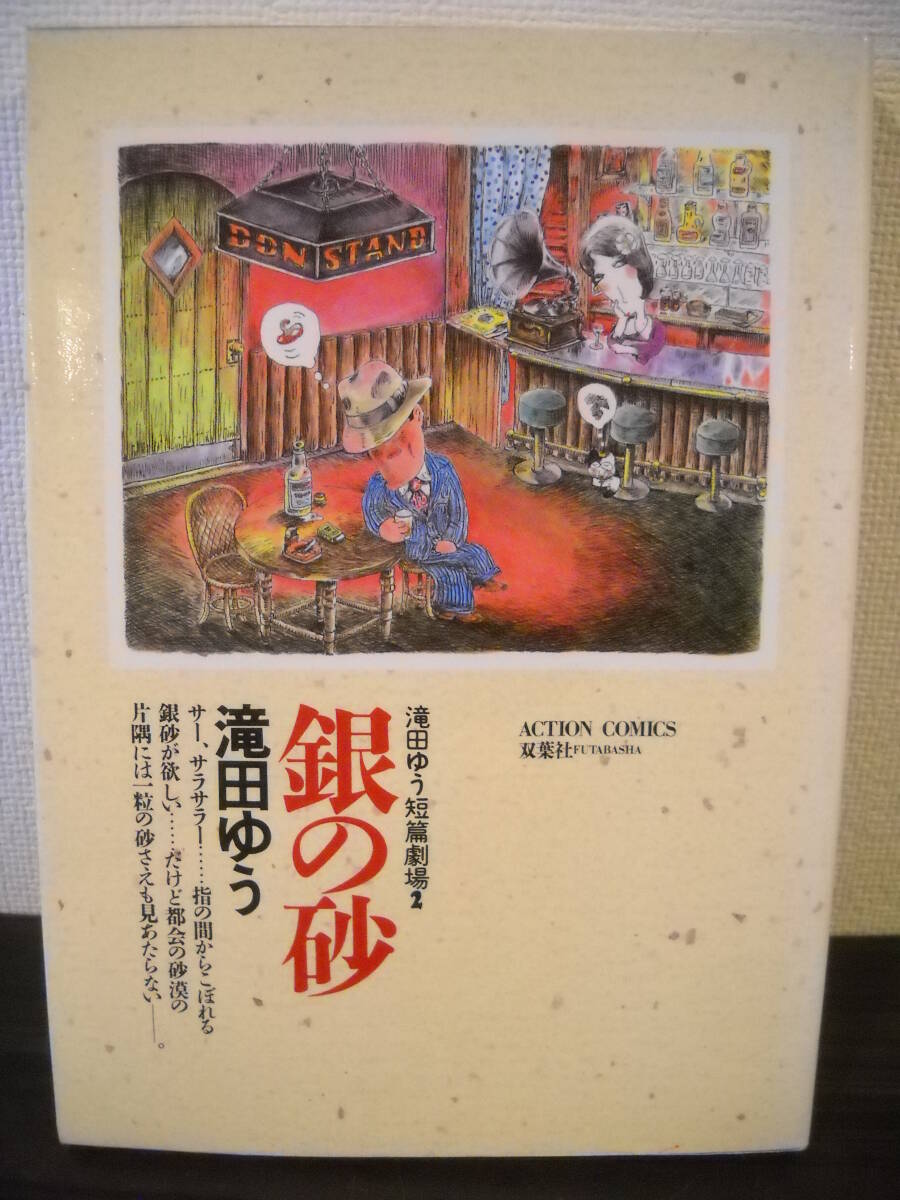 DON STAND
ACTION COMICS
双葉社FUTABASHA
滝田ゆう短篇劇場2
銀の砂
滝田ゆう
サー、サラサラー……指の間からこぼれる
銀砂が欲しい……だけど都会の砂漠の
片隅には一粒の砂さえも見あたらない――。